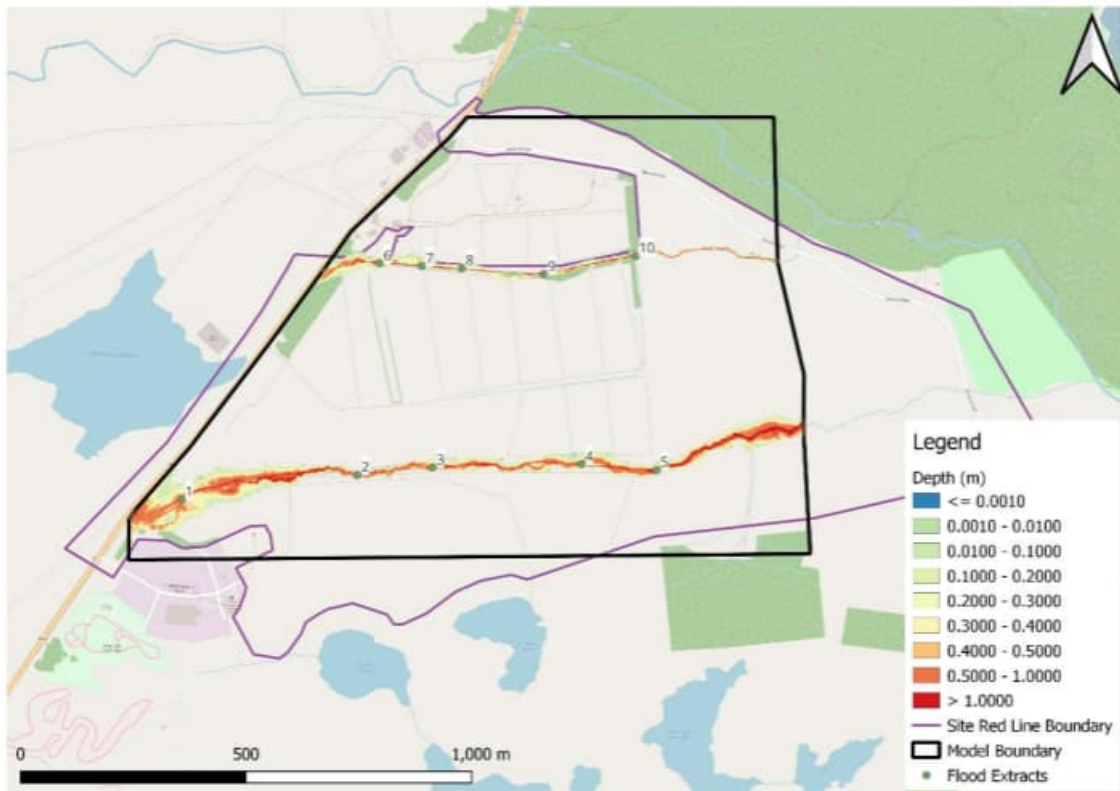 6
7
8
9
10
1
2
3
4
5
Legend
Depth (m)
<= 0.0010
0.0010 - 0.0100
0.0100 - 0.1000
0.1000 - 0.2000
0.2000 - 0.3000
0.3000 - 0.4000
0.4000 - 0.5000
0.5000 - 1.0000
> 1.0000
Site Red Line Boundary
Model Boundary
Flood Extracts
0 500 1,000 m